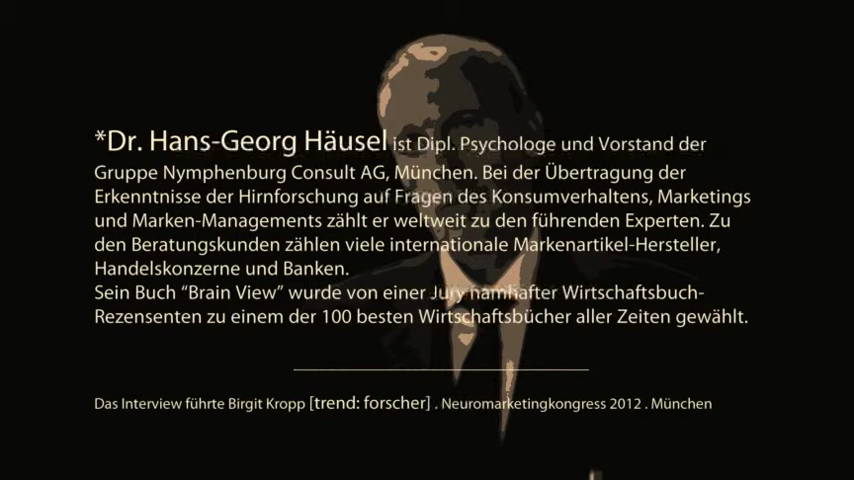 *Dr. Hans-Georg Häusel ist Dipl. Psychologe und Vorstand der
Gruppe Nymphenburg Consult AG, München. Bei der Übertragung der
Erkenntnisse der Hirnforschung auf Fragen des Konsumverhaltens, Marketings
und Marken-Managements zählt er weltweit zu den führenden Experten. Zu
den Beratungskunden zählen viele internationale Markenartikel-Hersteller,
Handelskonzerne und Banken.
Sein Buch “Brain View” wurde von einer Jury namhafter Wirtschaftsbuch-
Rezensenten zu einem der 100 besten Wirtschaftsbücher aller Zeiten gewählt.
Das Interview führte Birgit Kropp [trend: forscher] . Neuromarketingkongress 2012 . München